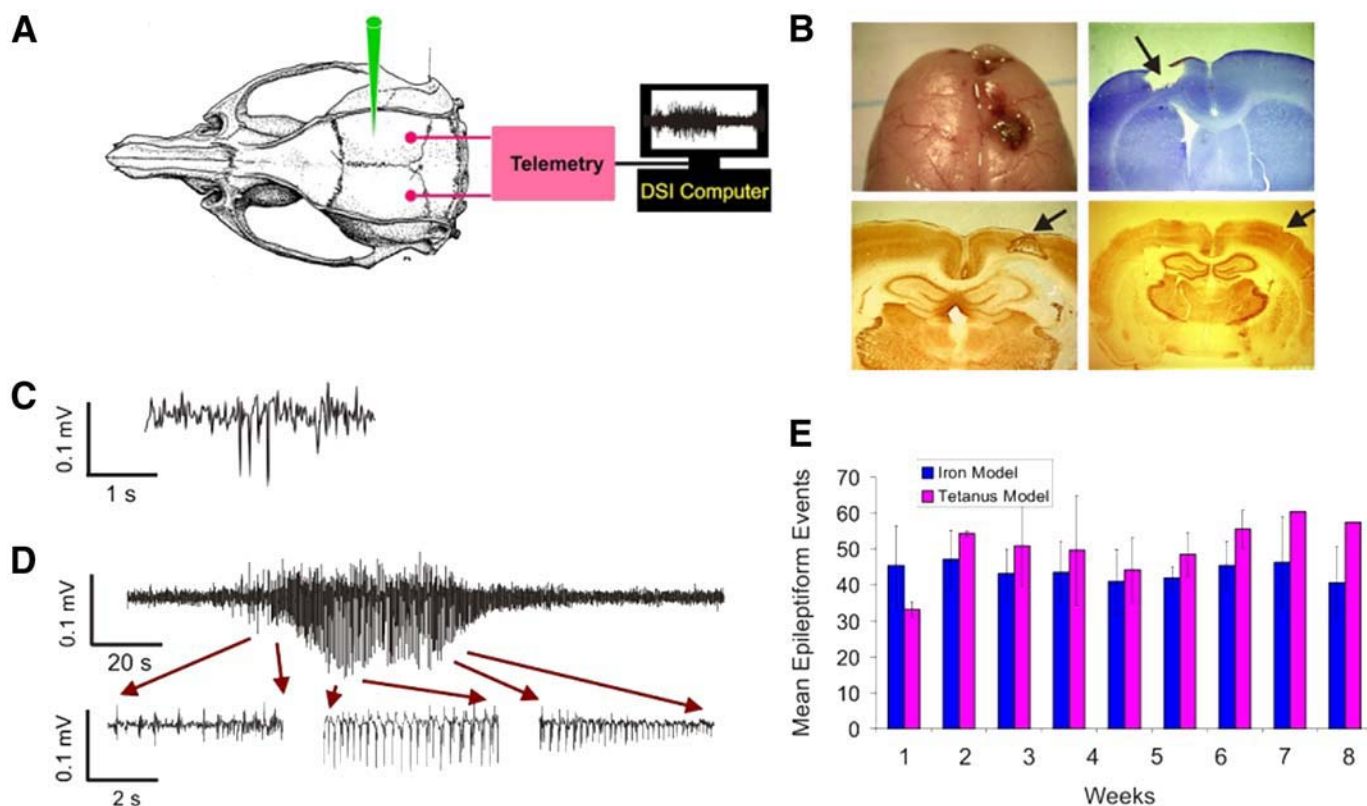 A
Telemetry
DSI Computer
B
C
0.1 mV
1 s
D
0.1 mV
20 s
0.1 mV
2 s
E
Iron Model
Tetanus Model
Mean Epileptiform Events
70
60
50
40
30
20
10
0
1 2 3 4 5 6 7 8
Weeks